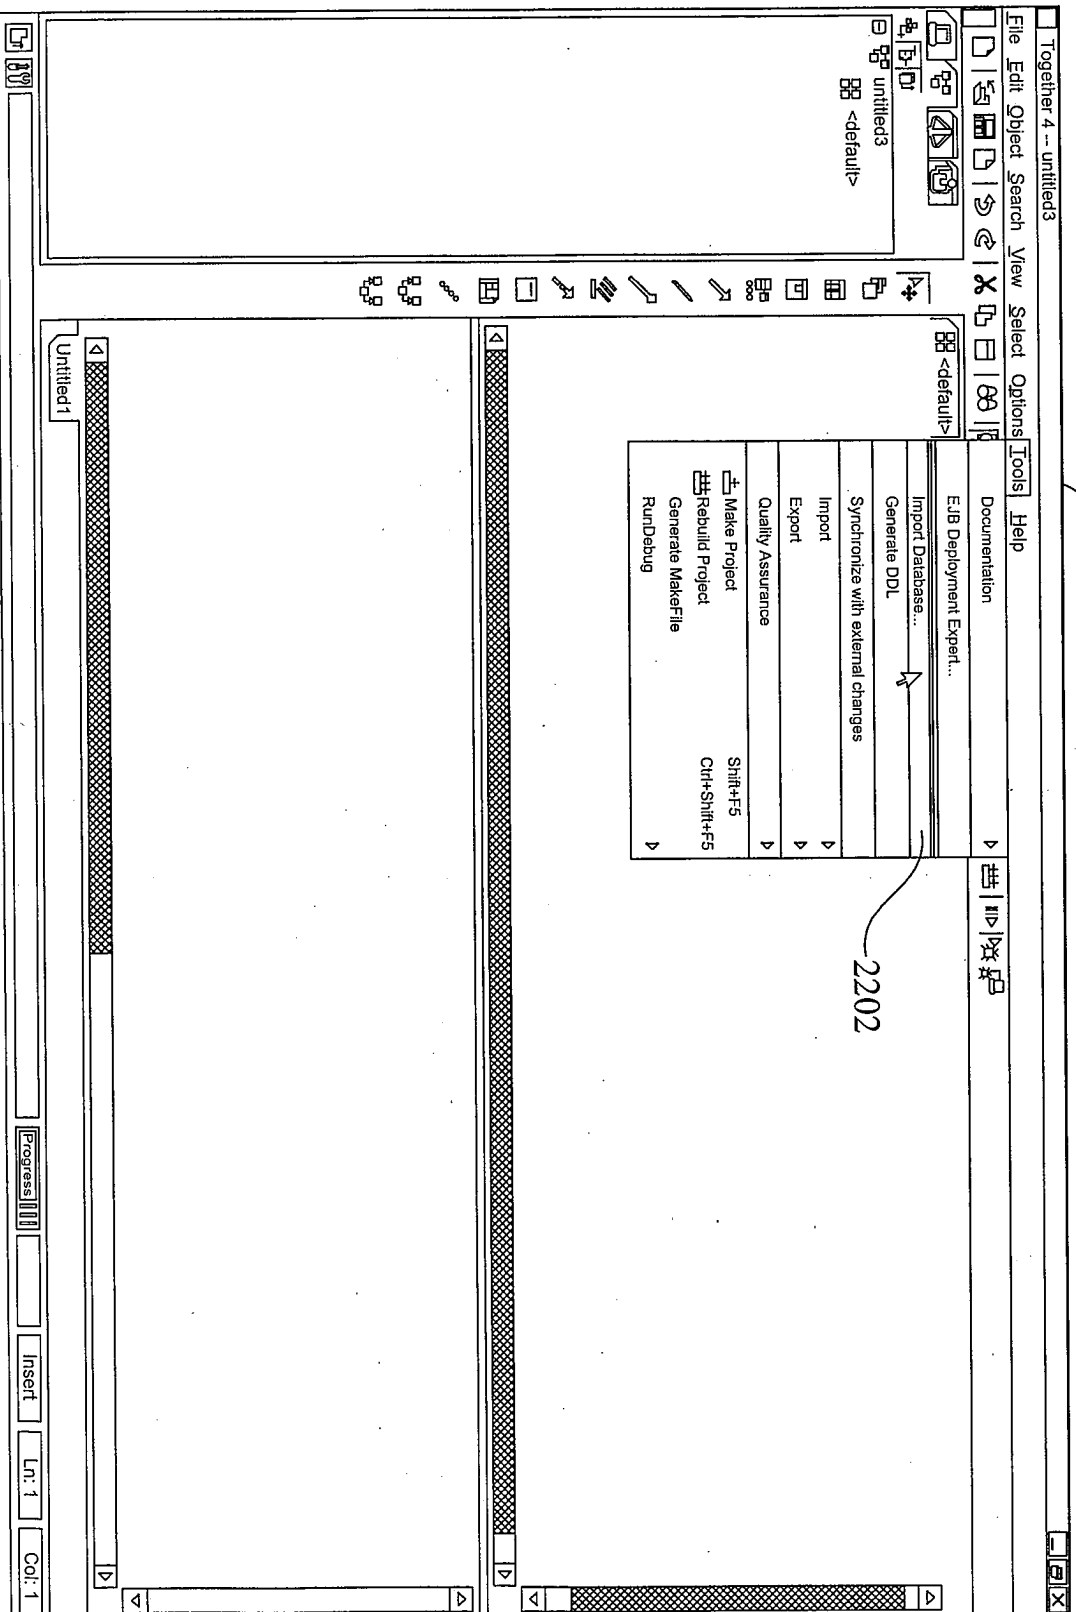 Together 4 -- untitled3
File Edit Object Search View Select Options Tools Help
untitled3
<default>
<default>
Documentation
EJB Deployment Expert...
Import Database...
Generate DDL
Synchronize with external changes
Import
Export
Quality Assurance
Make Project Shift+F5
Rebuild Project Ctrl+Shift+F5
Generate MakeFile
RunDebug
2202
Untitled1
Progress Insert Ln: 1 Col: 1